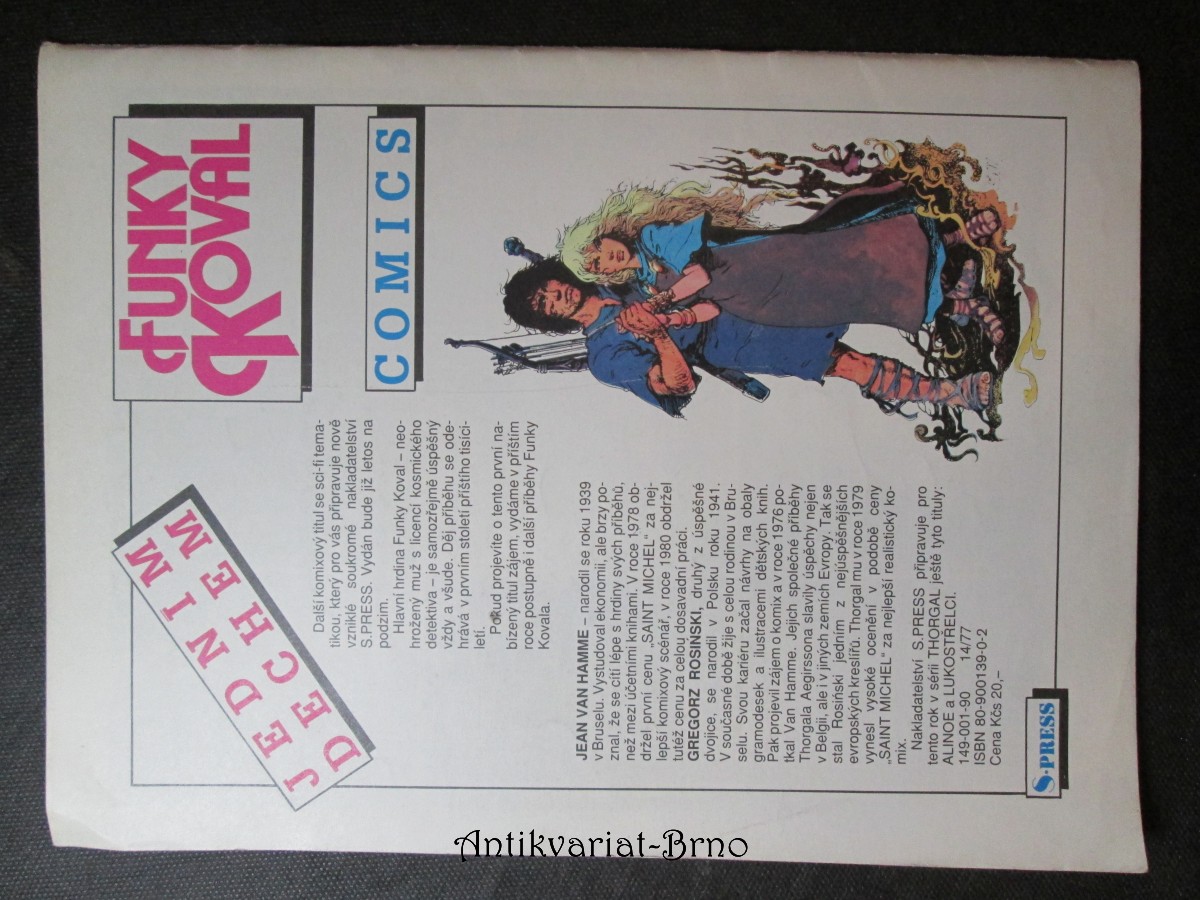 JEDNIM
DECHEM
FUNKY
KOVAL
COMICS
Další komixový titul se sci-fi tema-
tikou, který pro vás připravuje nově
vzniklé soukromé nakladatelství
S.PRESS. Vydán bude již letos na
podzim.
Hlavní hrdina Funky Koval – neo-
hrožený muž s licencí kosmického
detektiva – je samozřejmě úspěšný
vždy a všude. Děj příběhu se ode-
hrává v prvním století příštího tisíci-
letí.
Pokud projevíte o tento první na-
bízený titul zájem, vydáme v příštím
roce postupně i další příběhy Funky
Kovala.
JEAN VAN HAMME – narodil se roku 1939
v Bruselu. Vystudoval ekonomii, ale brzy po-
znal, že se cítí lépe s hrdiny svých příběhů,
než mezi účetními knihami. V roce 1978 ob-
držel první cenu „SAINT MICHEL“ za nej-
lepší komixový scénář, v roce 1980 obdržel
tutéž cenu za celou dosavadní práci.
GREGORZ ROSIŃSKI, druhý z úspěšné
dvojice, se narodil v Polsku roku 1941.
V současné době žije s celou rodinou v Bru-
selu. Svou kariéru začal návrhy na obaly
gramodesek a ilustracemi dětských knih.
Pak projevil zájem o komix a v roce 1976 po-
tkal Van Hamme. Jejich společné příběhy
Thorgala Aegirssona slavily úspěchy nejen
v Belgii, ale i v jiných zemích Evropy. Tak se
stal Rosiński jedním z nejúspěšnějších
evropských kreslířů. Thorgal mu v roce 1979
vynesl vysoké ocenění v podobě ceny
„SAINT MICHEL“ za nejlepší realistický ko-
mix.
Nakladatelství S.PRESS připravuje pro
tento rok v sérii THORGAL ještě tyto tituly:
ALINOE a LUKOSTŘELCI.
149-001-90 14/77
ISBN 80-900139-0-2
Cena Kčs 20,–
S-PRESS
Antikvariat-Brno